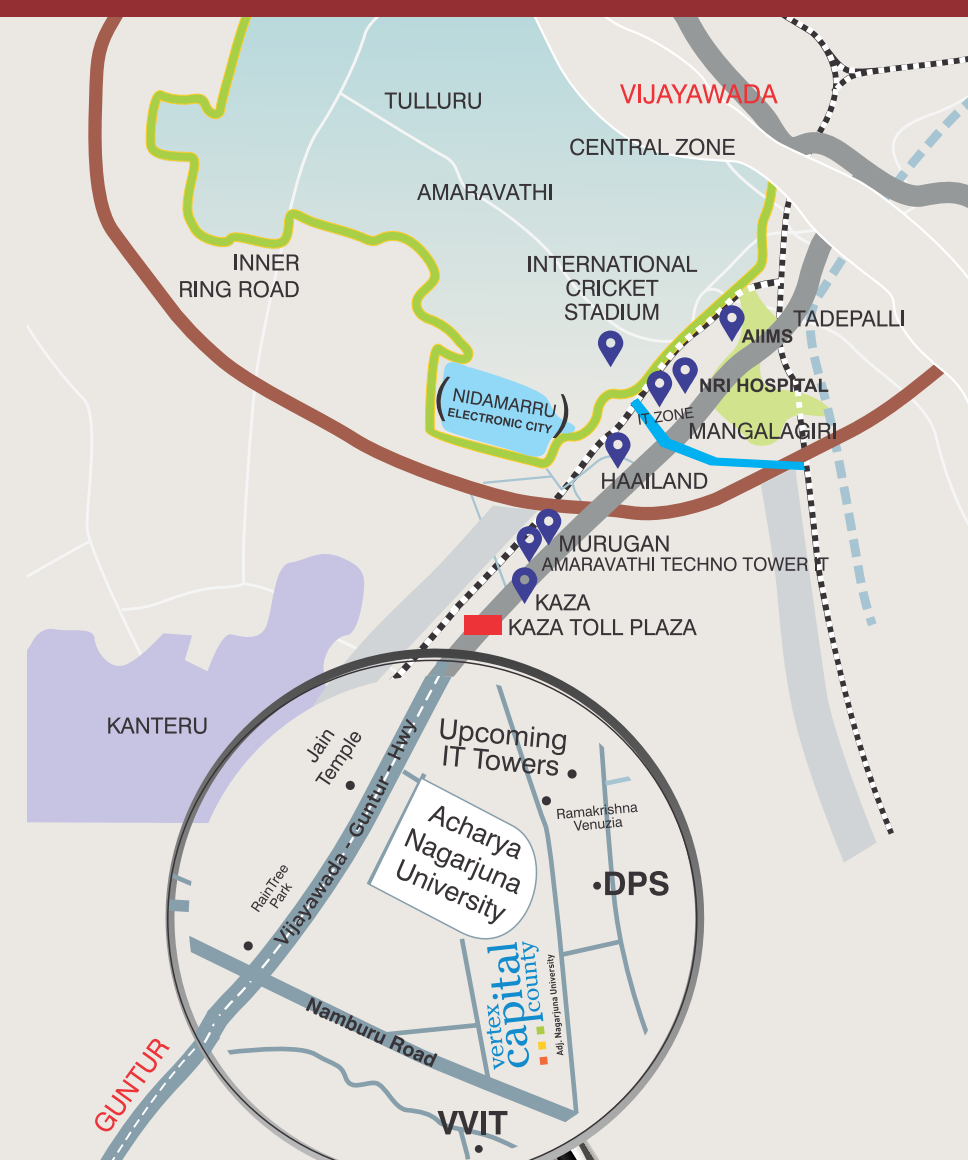 TULLURU
VIJAYAWADA
CENTRAL ZONE
AMARAVATHI
INNER
RING ROAD
INTERNATIONAL
CRICKET
STADIUM
TADEPALLI
AIIMS
NRI HOSPITAL
(NIDAMARRU
ELECTRONIC CITY)
IT ZONE
MANGALAGIRI
HAAILAND
MURUGAN
AMARAVATHI TECHNO TOWER IT
KAZA
KAZA TOLL PLAZA
KANTERU
Jain
Temple
Vijayawada - Guntur - Hwy
Upcoming
IT Towers
Ramakrishna
Venuzia
Acharya
Nagarjuna
University
DPS
RainTree
Park
vertex
capital
county
Adj. Nagarjuna University
Namburu Road
GUNTUR
VVIT